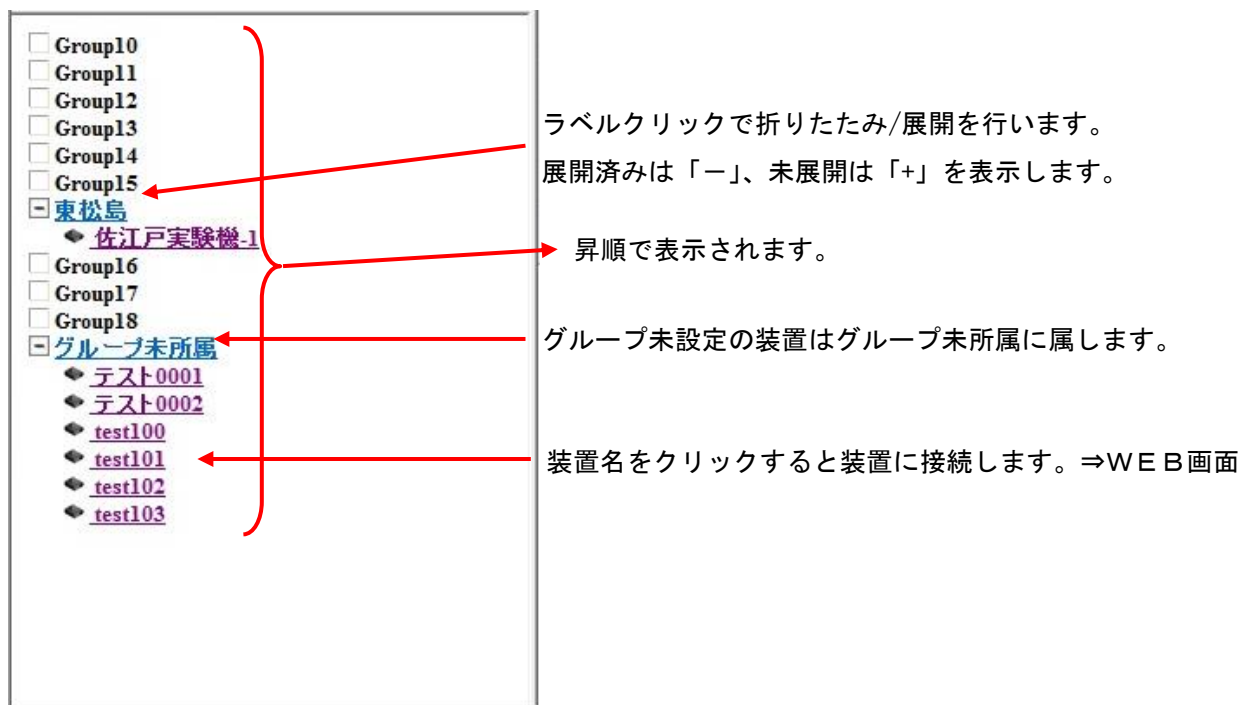 Group10
Group11
Group12
Group13
Group14
Group15
東松島
佐江戸実験機-1
Group16
Group17
Group18
グループ未所属
テスト0001
テスト0002
test100
test101
test102
test103
ラベルクリックで折りたたみ/展開を行います。
展開済みは「－」、未展開は「+」を表示します。
昇順で表示されます。
グループ未設定の装置はグループ未所属に属します。
装置名をクリックすると装置に接続します。⇒ＷＥＢ画面